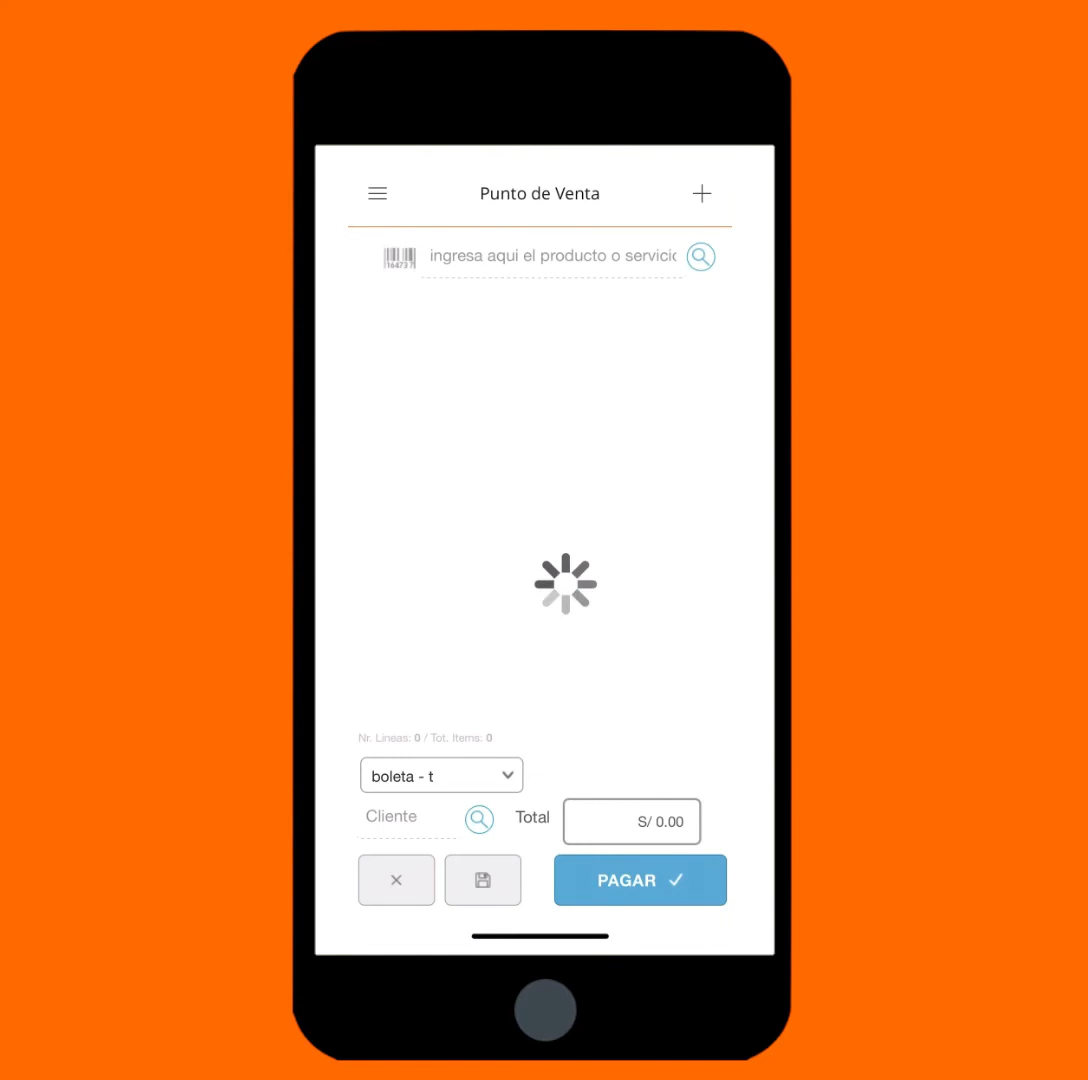 Punto de Venta
164737
ingresa aqui el producto o servicio
Nr. Lineas: 0 / Tot. Items: 0
boleta - t
Cliente
Total
S/ 0.00
PAGAR